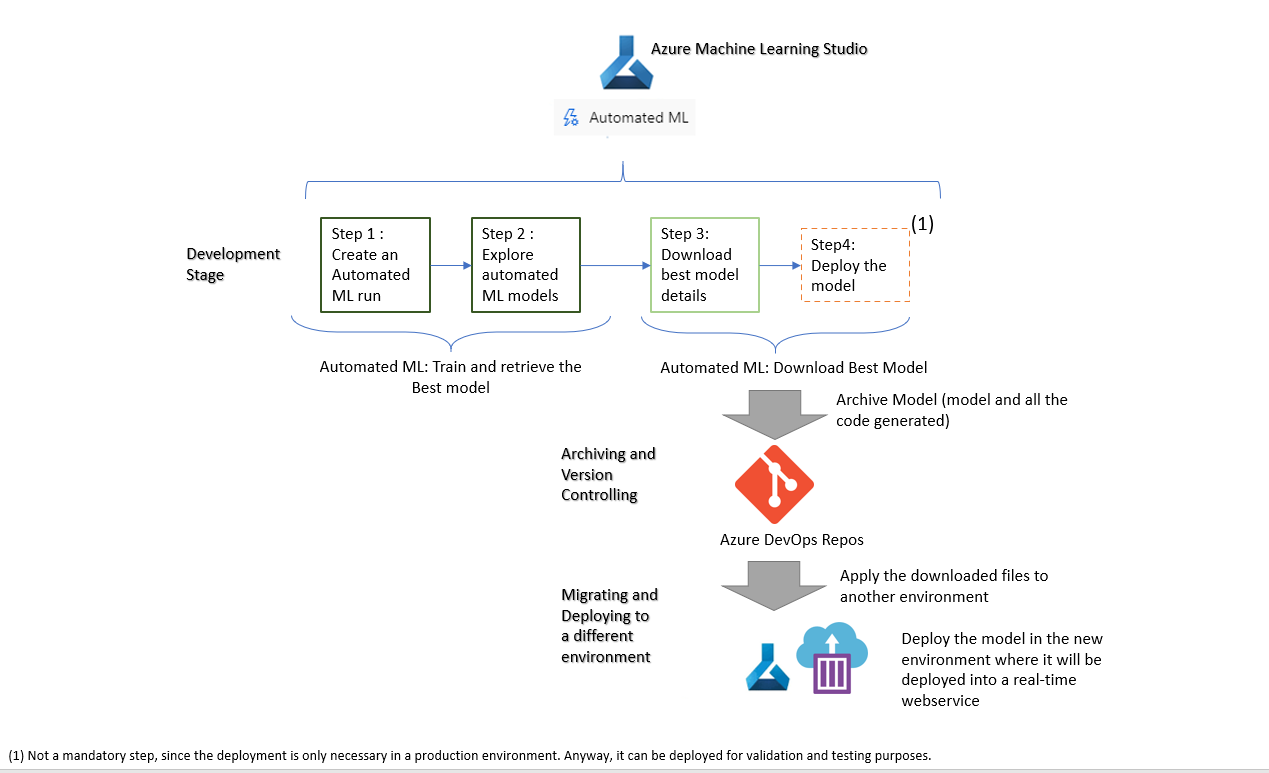 Azure Machine Learning Studio
Automated ML
Development
Stage
Step 1 :
Create an
Automated
ML run
Step 2 :
Explore
automated
ML models
Step 3:
Download
best model
details
Step4:
Deploy the
model
(1)
Automated ML: Train and retrieve the
Best model
Automated ML: Download Best Model
Archive Model (model and all the
code generated)
Archiving and
Version
Controlling
Azure DevOps Repos
Migrating and
Deploying to
a different
environment
Apply the downloaded files to
another environment
Deploy the model in the new
environment where it will be
deployed into a real-time
webservice
(1) Not a mandatory step, since the deployment is only necessary in a production environment. Anyway, it can be deployed for validation and testing purposes.